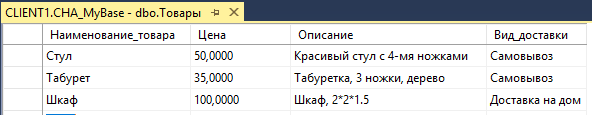 CLIENT1.CHA_MyBase - dbo.Товары
Наименование_товара Цена Описание Вид_доставки
Стул 50,0000 Красивый стул с 4-мя ножками Самовывоз
Табурет 35,0000 Табуретка, 3 ножки, дерево Самовывоз
Шкаф 100,0000 Шкаф, 2*2*1.5 Доставка на дом